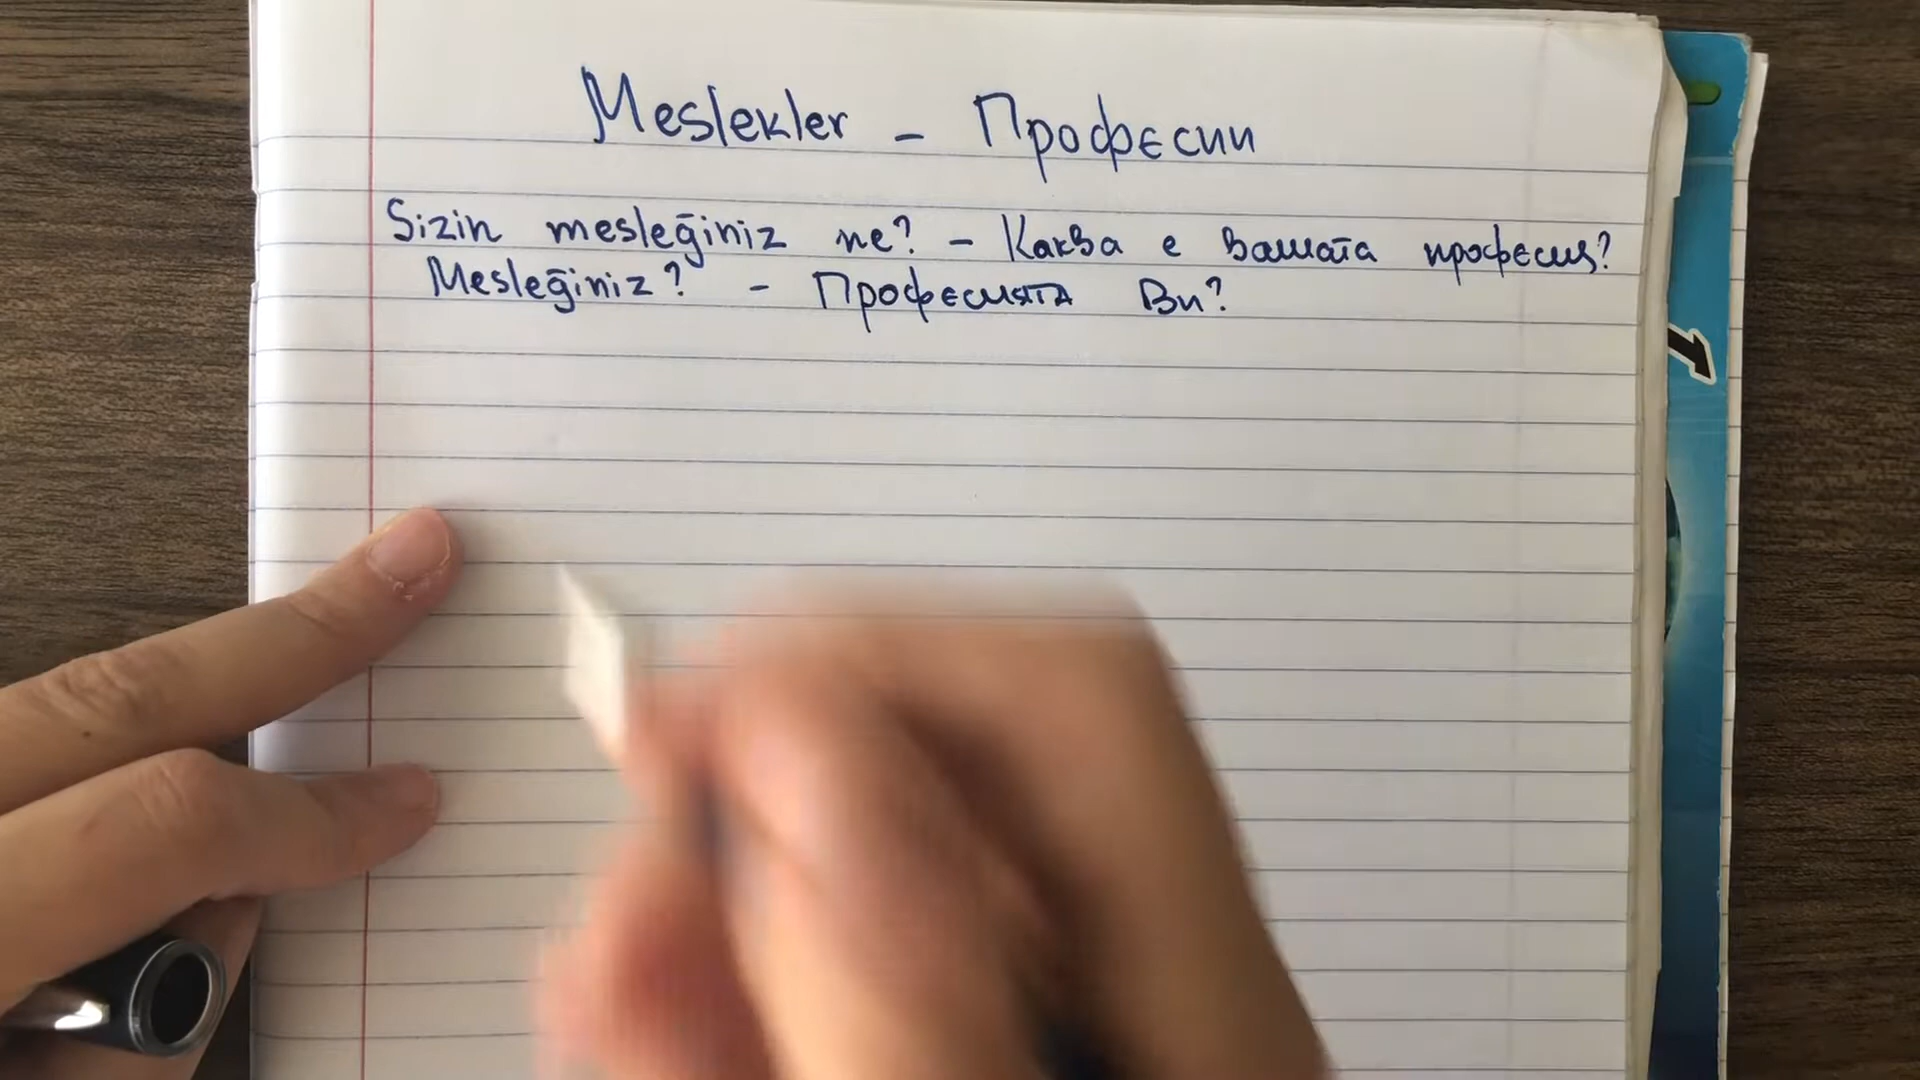 Meslekler - Професии
Sizin mesleğiniz ne? - Каква е вашата професия?
Mesleğiniz? - Професията Ви?